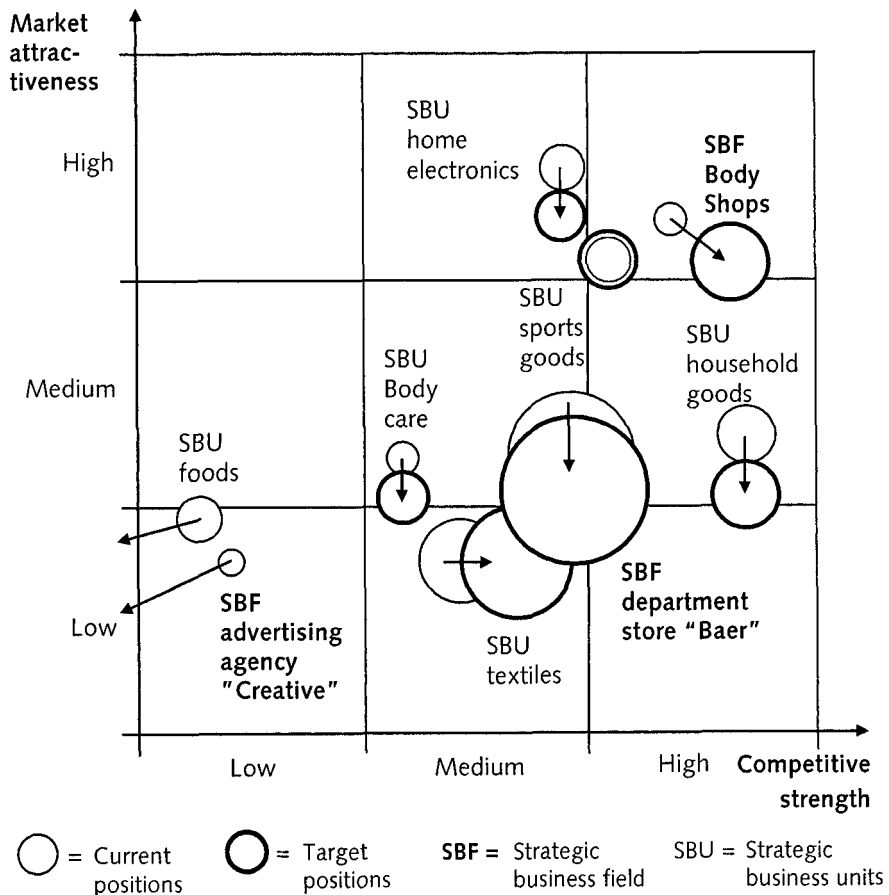 Market
attrac-
tiveness
High
Medium
Low
SBU
home
electronics
SBF
Body
Shops
SBU
sports
goods
SBU
household
goods
SBU
Body
care
SBU
foods
SBF
advertising
agency
"Creative"
SBU
textiles
SBF
department
store "Baer"
Low
Medium
High
Competitive
strength
= Current
positions
= Target
positions
SBF = Strategic
business field
SBU = Strategic
business units